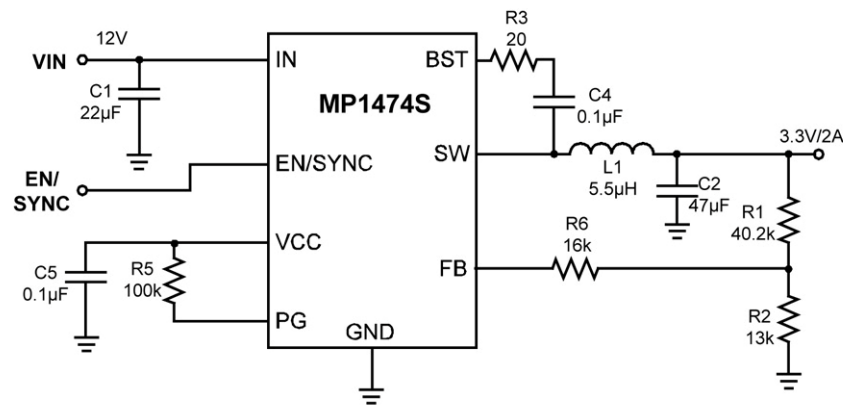 12V
VIN
C1
22µF
IN
MP1474S
BST
R3
20
C4
0.1µF
EN/
SYNC
EN/SYNC
SW
L1
5.5µH
C2
47µF
3.3V/2A
R1
40.2k
VCC
C5
0.1µF
R5
100k
PG
GND
FB
R6
16k
R2
13k